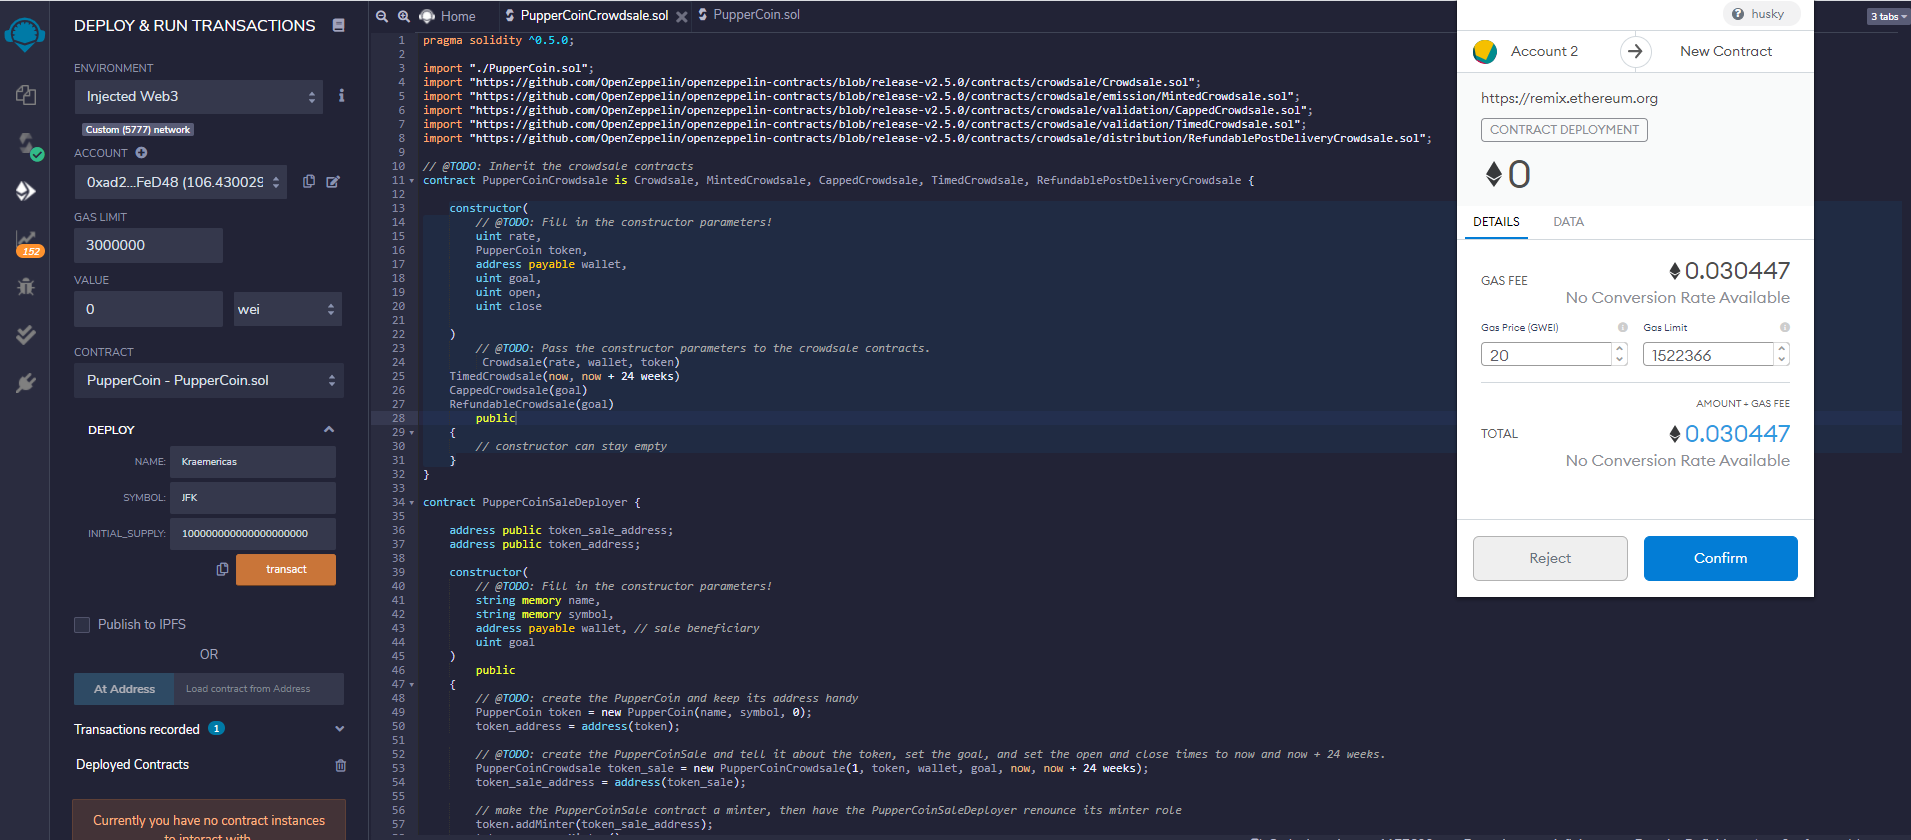 DEPLOY & RUN TRANSACTIONS
ENVIRONMENT
Injected Web3
i
Custom (5777) network
ACCOUNT
0xad2...FeD48 (106.430029
GAS LIMIT
3000000
152
VALUE
0
wei
CONTRACT
PupperCoin - PupperCoin.sol
DEPLOY
NAME:
Kraemericas
SYMBOL:
JFK
INITIAL_SUPPLY:
transact
Publish to IPFS
OR
At Address
Load contract from Address
Transactions recorded 1
Deployed Contracts
Currently you have no contract instances
to interact with.
Home
PupperCoinCrowdsale.sol
PupperCoin.sol
3 tabs
1 pragma solidity ^0.5.0;
2
3 import "./PupperCoin.sol";
4 import "https://github.com/OpenZeppelin/openzeppelin-contracts/blob/release-v2.5.0/contracts/crowdsale/Crowdsale.sol";
5 import "https://github.com/OpenZeppelin/openzeppelin-contracts/blob/release-v2.5.0/contracts/crowdsale/emission/MintedCrowdsale.sol";
6 import "https://github.com/OpenZeppelin/openzeppelin-contracts/blob/release-v2.5.0/contracts/crowdsale/validation/CappedCrowdsale.sol";
7 import "https://github.com/OpenZeppelin/openzeppelin-contracts/blob/release-v2.5.0/contracts/crowdsale/validation/TimedCrowdsale.sol";
8 import "https://github.com/OpenZeppelin/openzeppelin-contracts/blob/release-v2.5.0/contracts/crowdsale/distribution/RefundablePostDeliveryCrowdsale.sol";
9
10 // @TODO: Inherit the crowdsale contracts
11 contract PupperCoinCrowdsale is Crowdsale, MintedCrowdsale, CappedCrowdsale, TimedCrowdsale, RefundablePostDeliveryCrowdsale {
12
13 constructor(
14 // @TODO: Fill in the constructor parameters!
15 uint rate,
16 PupperCoin token,
17 address payable wallet,
18 uint goal,
19 uint open,
20 uint close
21
22 )
23 // @TODO: Pass the constructor parameters to the crowdsale contracts.
24 Crowdsale(rate, wallet, token)
25 TimedCrowdsale(now, now + 24 weeks)
26 CappedCrowdsale(goal)
27 RefundableCrowdsale(goal)
28 public
29 {
30 // constructor can stay empty
31 }
32 }
33
34 contract PupperCoinSaleDeployer {
35
36 address public token_sale_address;
37 address public token_address;
38
39 constructor(
40 // @TODO: Fill in the constructor parameters!
41 string memory name,
42 string memory symbol,
43 address payable wallet, // sale beneficiary
44 uint goal
45 )
46 public
47 {
48 // @TODO: create the PupperCoin and keep its address handy
49 PupperCoin token = new PupperCoin(name, symbol, 0);
50 token_address = address(token);
51
52 // @TODO: create the PupperCoinSale and tell it about the token, set the goal, and set the open and close times to now and now + 24 weeks.
53 PupperCoinCrowdsale token_sale = new PupperCoinCrowdsale(1, token, wallet, goal, now, now + 24 weeks);
54 token_sale_address = address(token_sale);
55
56 // make the PupperCoinSale contract a minter, then have the PupperCoinSaleDeployer renounce its minter role
57 token.addMinter(token_sale_address);
husky
Account 2
New Contract
https://remix.ethereum.org
CONTRACT DEPLOYMENT
0
DETAILS
DATA
GAS FEE
0.030447
No Conversion Rate Available
Gas Price (GWEI)
Gas Limit
20
1522366
AMOUNT + GAS FEE
TOTAL
0.030447
No Conversion Rate Available
Reject
Confirm